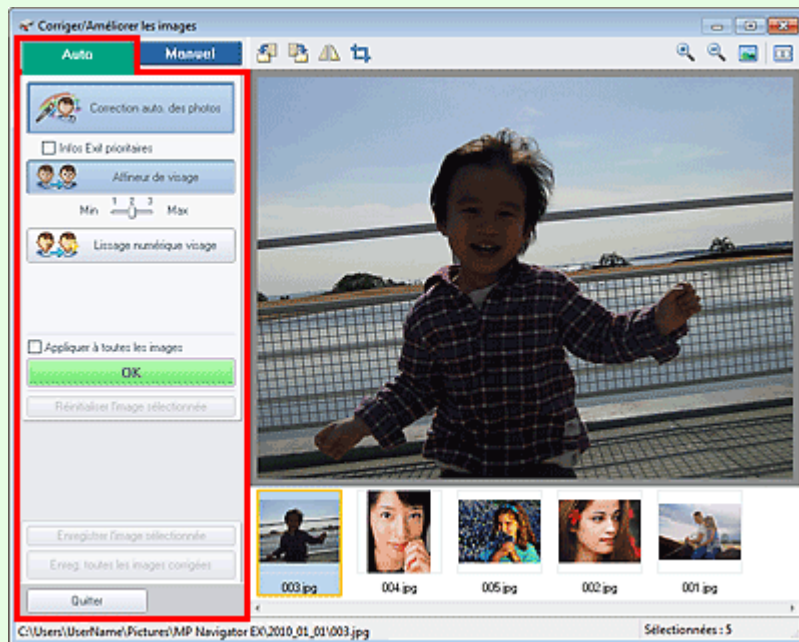 Corriger/Améliorer les images
Auto
Manuel
Correction auto. des photos
Infos Exif prioritaires
Affineur de visage
1 2 3
Min Max
Lissage numérique visage
Appliquer à toutes les images
OK
Réinitialiser l'image sélectionnée
Enregistrer l'image sélectionnée
Enreg. toutes les images corrigées
Quitter
003.jpg
004.jpg
005.jpg
002.jpg
001.jpg
C:\Users\UserName\Pictures\MP Navigator EX\2010_01_01\003.jpg
Sélectionnées : 5